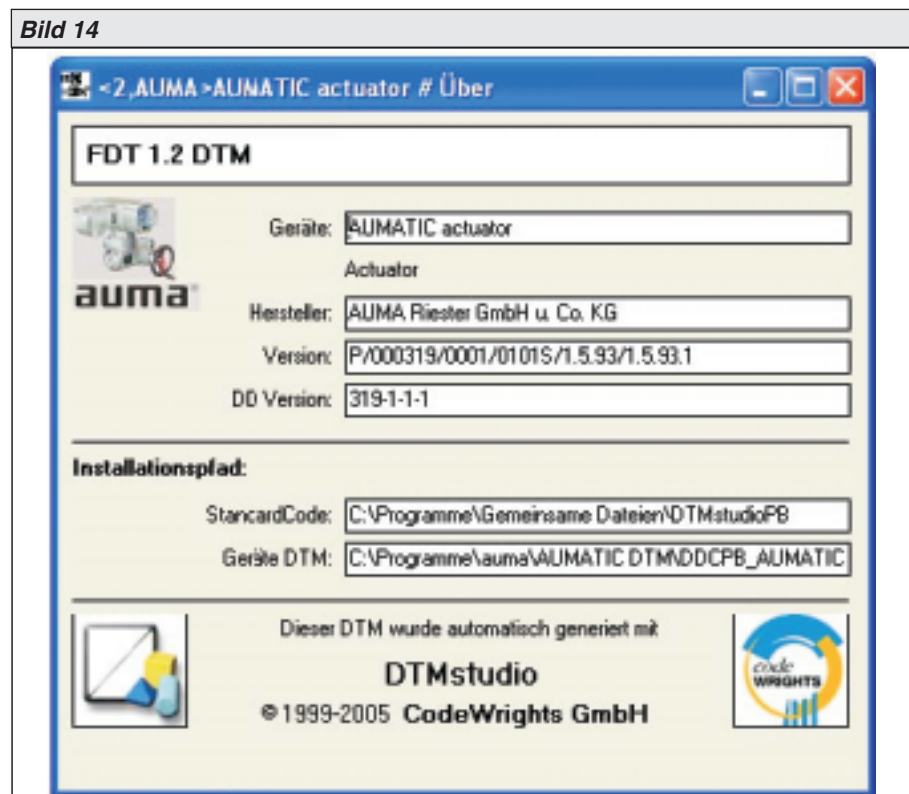 Bild 14
<2,AUMA>AUNATIC actuator # Über
FDT 1.2 DTM
auma
Geräte: AUMATIC actuator
Actuator
Hersteller: AUMA Riester GmbH u. Co. KG
Version: P/000319/0001/0101S/1.5.93/1.5.93.1
DD Version: 319-1-1-1
Installationspfad:
StancardCode: C:\Programme\Gemeinsame Dateien\DTMstudioPB
Geräte DTM: C:\Programme\auma\AUMATIC DTM\DDCPB_AUMATIC
Dieser DTM wurde automatisch generiert mit
DTMstudio
©1999-2005 CodeWrights GmbH
code
WRIGHTS